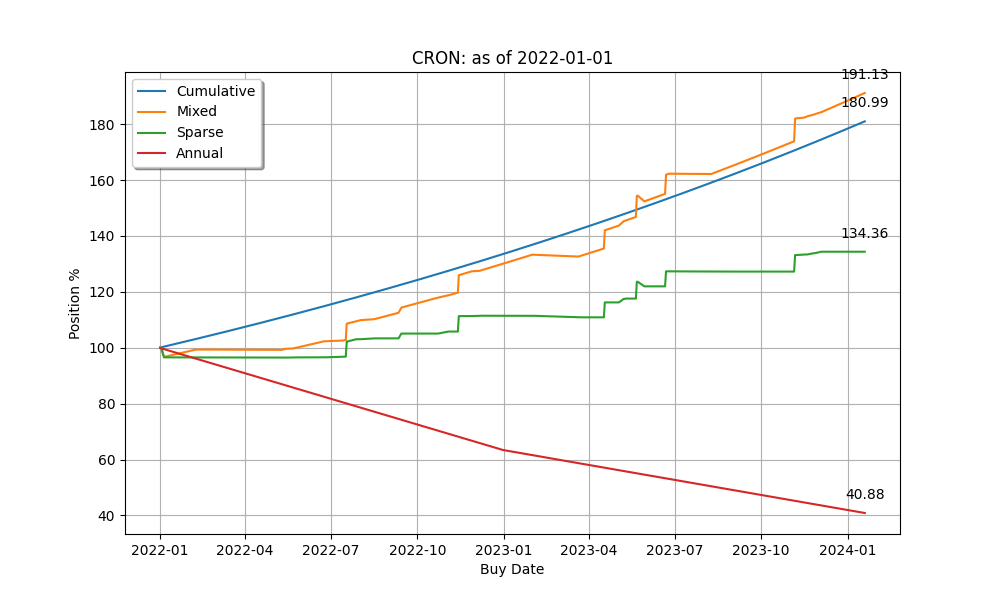 CRON: as of 2022-01-01
191.13
180.99
134.36
40.88
Cumulative
Mixed
Sparse
Annual
Position %
180
160
140
120
100
80
60
40
2022-01 2022-04 2022-07 2022-10 2023-01 2023-04 2023-07 2023-10 2024-01
Buy Date